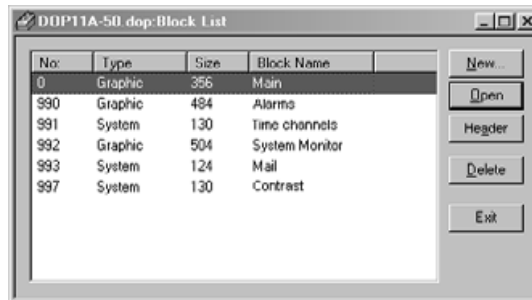 DOP11A-50.dop:Block List
No: Type Size Block Name
0 Graphic 356 Main
990 Graphic 484 Alarms
991 System 130 Time channels
992 Graphic 504 System Monitor
993 System 124 Mail
997 System 130 Contrast
New...
Open
Header
Delete
Exit